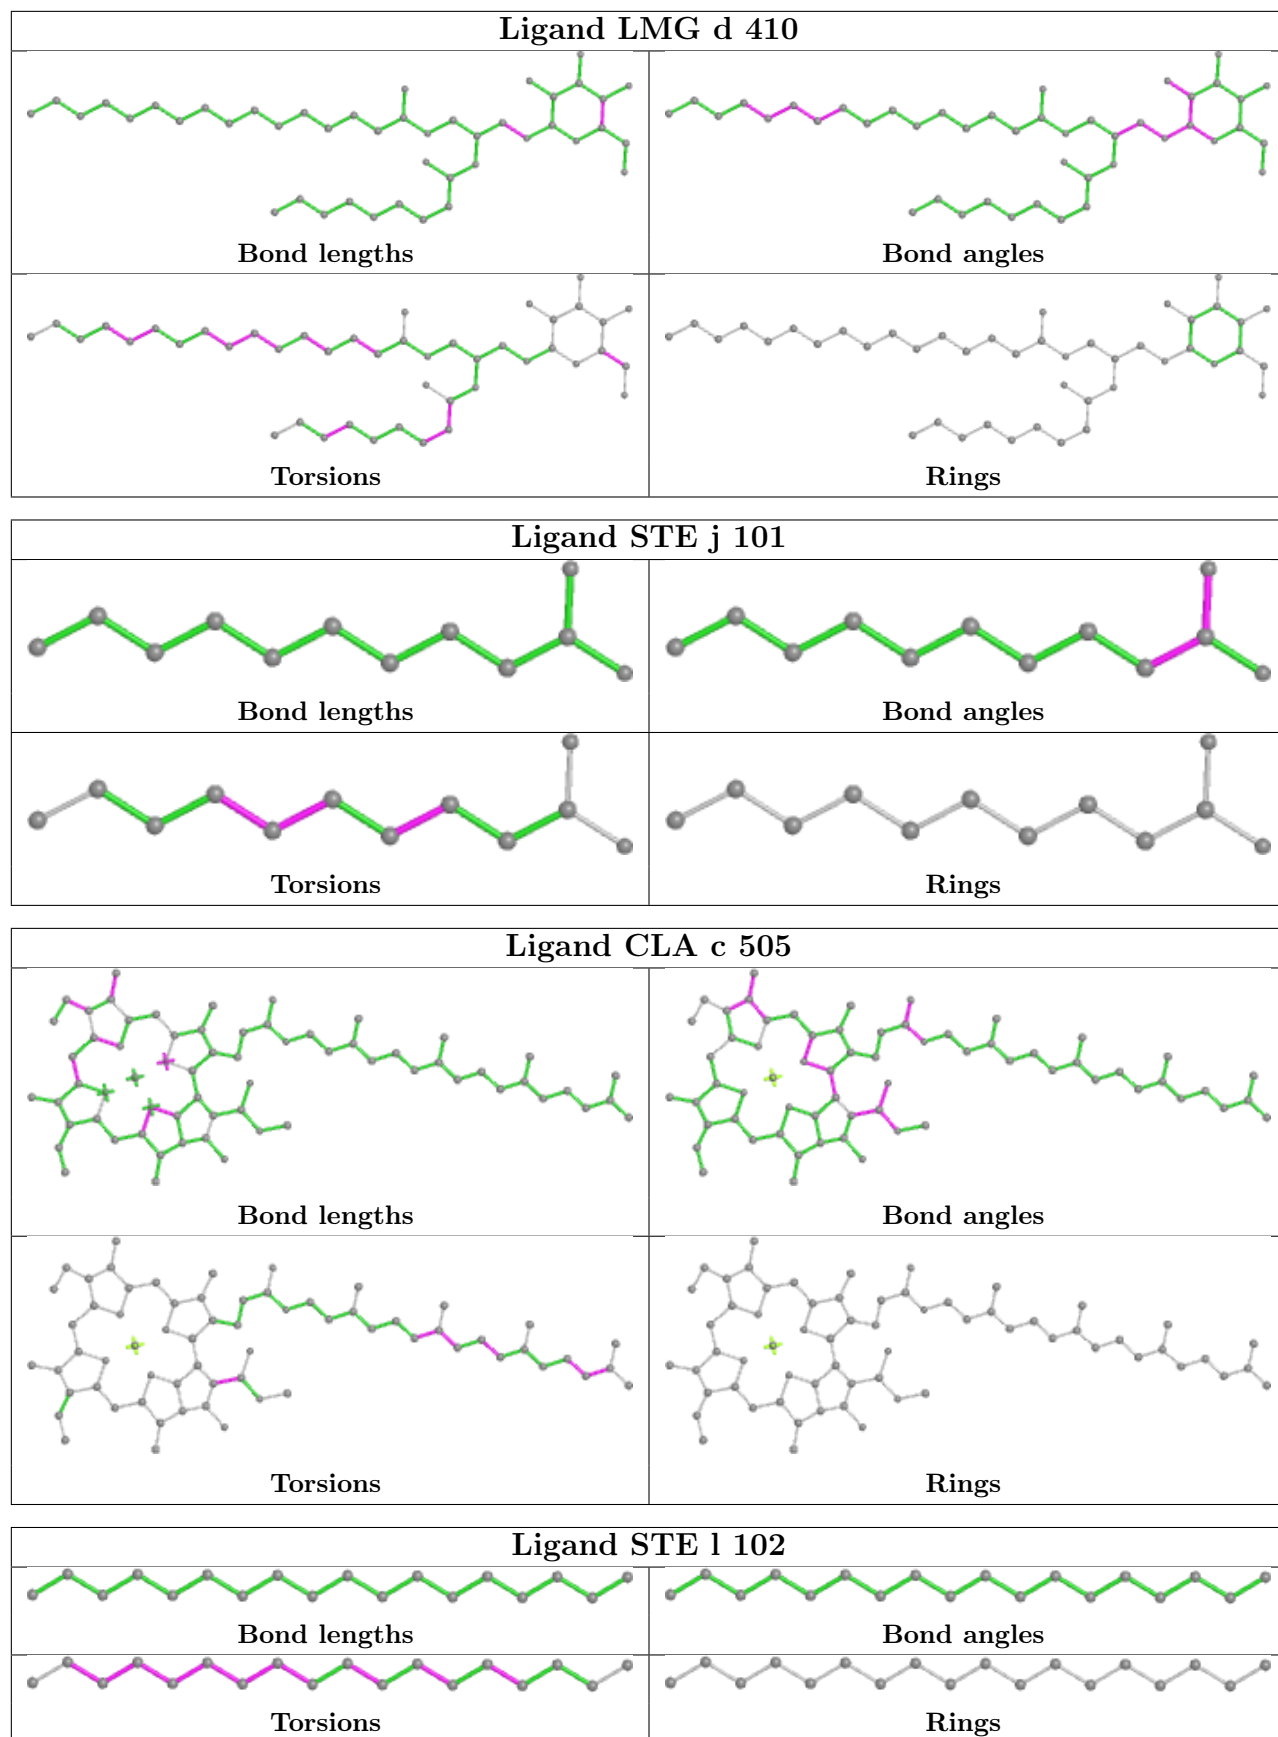 Ligand LMG d 410
Bond lengths
Bond angles
Torsions
Rings
Ligand STE j 101
Bond lengths
Bond angles
Torsions
Rings
Ligand CLA c 505
Bond lengths
Bond angles
Torsions
Rings
Ligand STE l 102
Bond lengths
Bond angles
Torsions
Rings